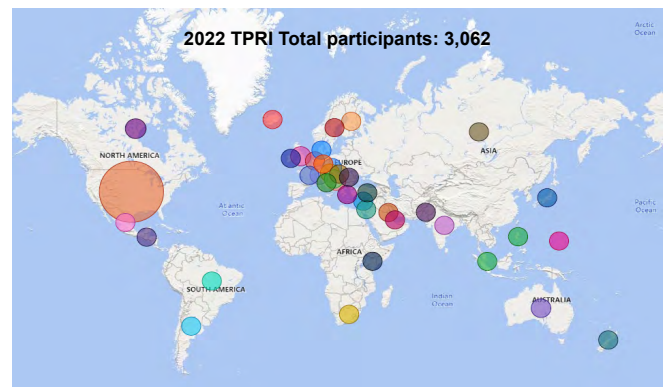 2022 TPRI Total participants: 3,062
Arctic
Ocean
NORTH AMERICA
EUROPE
ASIA
Atlantic
Ocean
Pacific
Ocean
AFRICA
SOUTH AMERICA
Indian
Ocean
AUSTRALIA